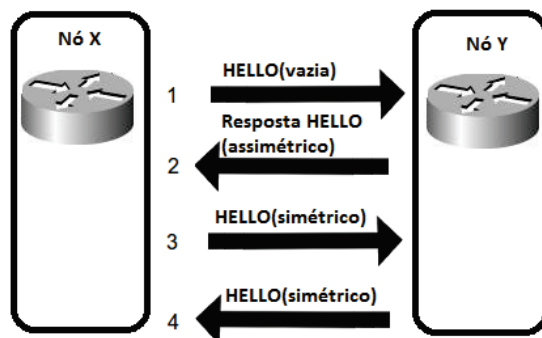 Nó X
Nó Y
1
HELLO(vazia)
2
Resposta HELLO
(assimétrico)
3
HELLO(simétrico)
4
HELLO(simétrico)